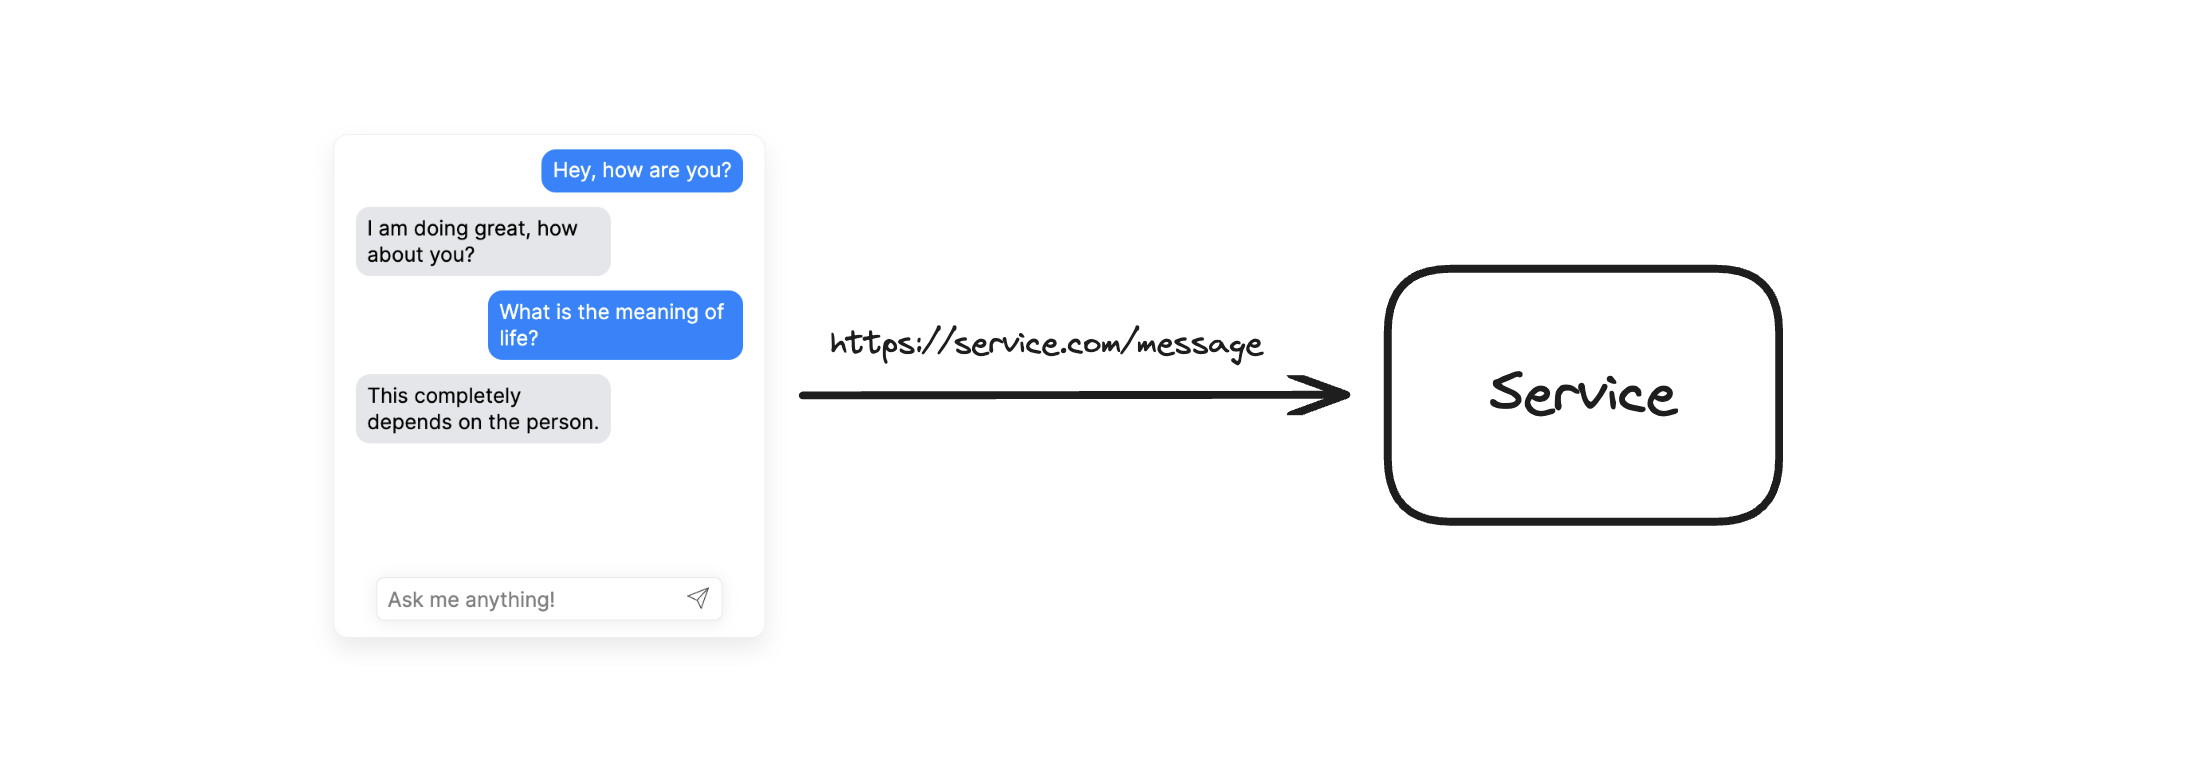 Hey, how are you?
I am doing great, how
about you?
What is the meaning of
life?
This completely
depends on the person.
Ask me anything!
https://service.com/message
Service